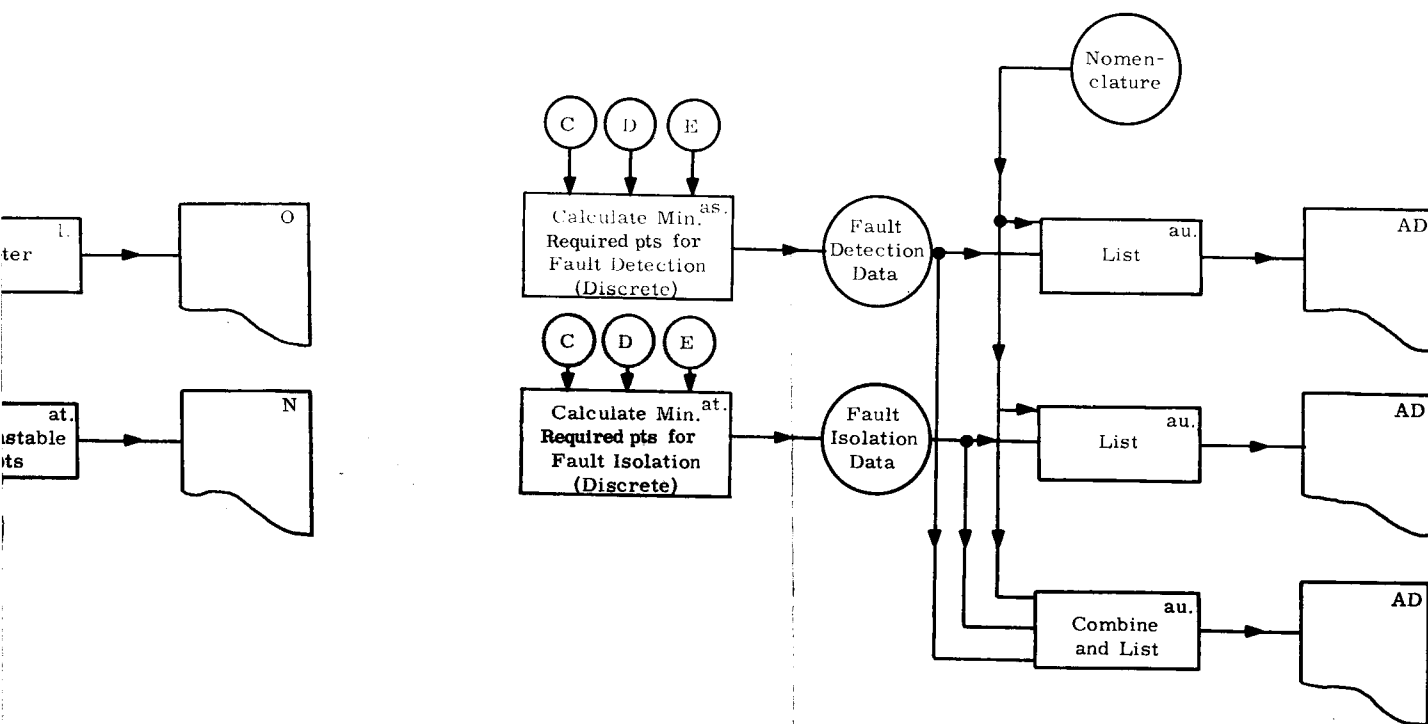 Nomen-
clature
C D E
as.
Calculate Min.
Required pts for
Fault Detection
(Discrete)
Fault
Detection
Data
au.
List
AD
O
ter
C D E
at.
Calculate Min.
Required pts for
Fault Isolation
(Discrete)
Fault
Isolation
Data
au.
List
AD
N
at.
au.
Combine
and List
AD